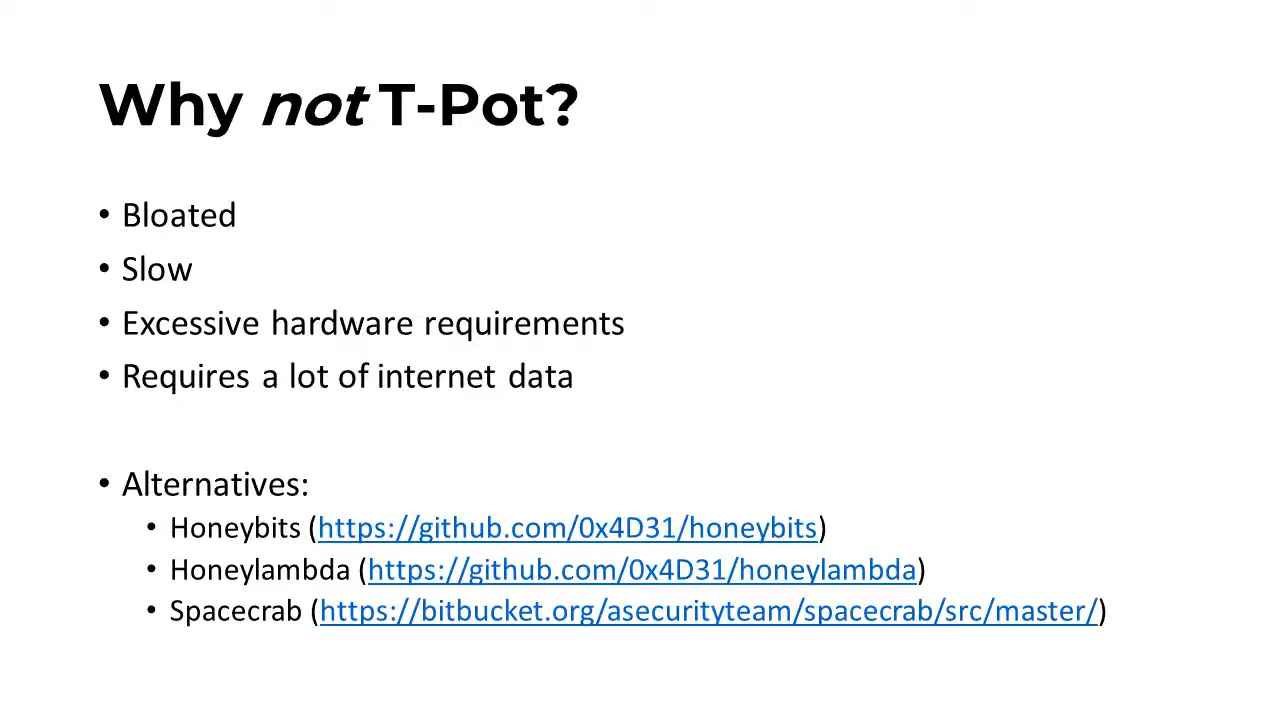 Why not T-Pot?
• Bloated
• Slow
• Excessive hardware requirements
• Requires a lot of internet data
• Alternatives:
• Honeybits (https://github.com/0x4D31/honeybits)
• Honeylambda (https://github.com/0x4D31/honeylambda)
• Spacecrab (https://bitbucket.org/asecurityteam/spacecrab/src/master/)